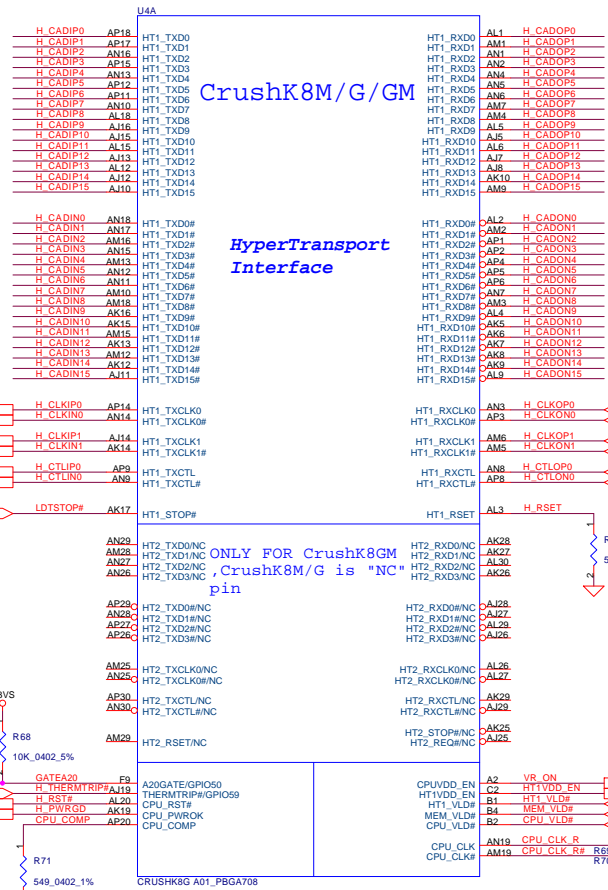 U4A
H_CADIP0 AP18 HT1_TXD0 HT1_RXD0 AL1 H_CADOP0
H_CADIP1 AP17 HT1_TXD1 HT1_RXD1 AM1 H_CADOP1
H_CADIP2 AN16 HT1_TXD2 HT1_RXD2 AN1 H_CADOP2
H_CADIP3 AP15 HT1_TXD3 HT1_RXD3 AN2 H_CADOP3
H_CADIP4 AN13 HT1_TXD4 HT1_RXD4 AN4 H_CADOP4
H_CADIP5 AP12 HT1_TXD5 HT1_RXD5 AN5 H_CADOP5
H_CADIP6 AP11 HT1_TXD6 HT1_RXD6 AN6 H_CADOP6
H_CADIP7 AN10 HT1_TXD7 HT1_RXD7 AM7 H_CADOP7
H_CADIP8 AL18 HT1_TXD8 HT1_RXD8 AM4 H_CADOP8
H_CADIP9 AJ16 HT1_TXD9 HT1_RXD9 AL5 H_CADOP9
H_CADIP10 AJ15 HT1_TXD10 HT1_RXD10 AJ5 H_CADOP10
H_CADIP11 AL15 HT1_TXD11 HT1_RXD11 AL6 H_CADOP11
H_CADIP12 AJ13 HT1_TXD12 HT1_RXD12 AJ7 H_CADOP12
H_CADIP13 AL12 HT1_TXD13 HT1_RXD13 AJ8 H_CADOP13
H_CADIP14 AJ12 HT1_TXD14 HT1_RXD14 AK10 H_CADOP14
H_CADIP15 AJ10 HT1_TXD15 HT1_RXD15 AM9 H_CADOP15
CrushK8M/G/GM
H_CADIN0 AN18 HT1_TXD0# HT1_RXD0# AL2 H_CADON0
H_CADIN1 AN17 HT1_TXD1# HT1_RXD1# AM2 H_CADON1
H_CADIN2 AM16 HT1_TXD2# HT1_RXD2# AP1 H_CADON2
H_CADIN3 AN15 HT1_TXD3# HT1_RXD3# AP2 H_CADON3
H_CADIN4 AM13 HT1_TXD4# HT1_RXD4# AP4 H_CADON4
H_CADIN5 AN12 HT1_TXD5# HT1_RXD5# AP5 H_CADON5
H_CADIN6 AN11 HT1_TXD6# HT1_RXD6# AP6 H_CADON6
H_CADIN7 AM10 HT1_TXD7# HT1_RXD7# AN7 H_CADON7
H_CADIN8 AM18 HT1_TXD8# HT1_RXD8# AM3 H_CADON8
H_CADIN9 AK16 HT1_TXD9# HT1_RXD9# AL4 H_CADON9
H_CADIN10 AK15 HT1_TXD10# HT1_RXD10# AK5 H_CADON10
H_CADIN11 AM15 HT1_TXD11# HT1_RXD11# AK6 H_CADON11
H_CADIN12 AK13 HT1_TXD12# HT1_RXD12# AK7 H_CADON12
H_CADIN13 AM12 HT1_TXD13# HT1_RXD13# AK8 H_CADON13
H_CADIN14 AK12 HT1_TXD14# HT1_RXD14# AK9 H_CADON14
H_CADIN15 AJ11 HT1_TXD15# HT1_RXD15# AL9 H_CADON15
HyperTransport
Interface
H_CLKIP0 AP14 HT1_TXCLK0 HT1_RXCLK0 AN3 H_CLKOP0
H_CLKIN0 AN14 HT1_TXCLK0# HT1_RXCLK0# AP3 H_CLKON0
H_CLKIP1 AJ14 HT1_TXCLK1 HT1_RXCLK1 AM6 H_CLKOP1
H_CLKIN1 AK14 HT1_TXCLK1# HT1_RXCLK1# AM5 H_CLKON1
H_CTLIP0 AP9 HT1_TXCTL HT1_RXCTL AN8 H_CTLOP0
H_CTLIN0 AN9 HT1_TXCTL# HT1_RXCTL# AP8 H_CTLON0
LDTSTOP# AK17 HT1_STOP# HT1_RSET AL3 H_RSET
1
2
AN29 HT2_TXD0/NC HT2_RXD0/NC AK28
AM28 HT2_TXD1/NC HT2_RXD1/NC AK27
AN27 HT2_TXD2/NC HT2_RXD2/NC AL30
AN26 HT2_TXD3/NC HT2_RXD3/NC AK26
ONLY FOR CrushK8GM
,CrushK8M/G is "NC"
pin
AP29 HT2_TXD0#/NC HT2_RXD0#/NC AJ28
AN28 HT2_TXD1#/NC HT2_RXD1#/NC AJ27
AP27 HT2_TXD2#/NC HT2_RXD2#/NC AL29
AP26 HT2_TXD3#/NC HT2_RXD3#/NC AJ26
AM25 HT2_TXCLK0/NC HT2_RXCLK0/NC AL26
AN25 HT2_TXCLK0#/NC HT2_RXCLK0#/NC AL27
AP30 HT2_TXCTL/NC HT2_RXCTL/NC AK29
AN30 HT2_TXCTL#/NC HT2_RXCTL#/NC AJ29
HT2_STOP#/NC AK25
AM29 HT2_RSET/NC HT2_REQ#/NC AJ25
R68
10K_0402_5%
GATEA20 F9 A20GATE/GPIO50 CPUVDD_EN A2 VR_ON
H_THERMTRIP# AJ19 THERMTRIP#/GPIO59 HT1VDD_EN C2 HT1VDD_EN
H_RST# AL20 CPU_RST# HT1_VLD# B1 HT1_VLD#
H_PWRGD AK19 CPU_PWROK MEM_VLD# B4 MEM_VLD#
CPU_COMP AP20 CPU_COMP CPU_VLD# B2 CPU_VLD#
CPU_CLK AN19 CPU_CLK_R
CPU_CLK# AM19 CPU_CLK_R#
1
R71
549_0402_1%
CRUSHK8G A01_PBGA708